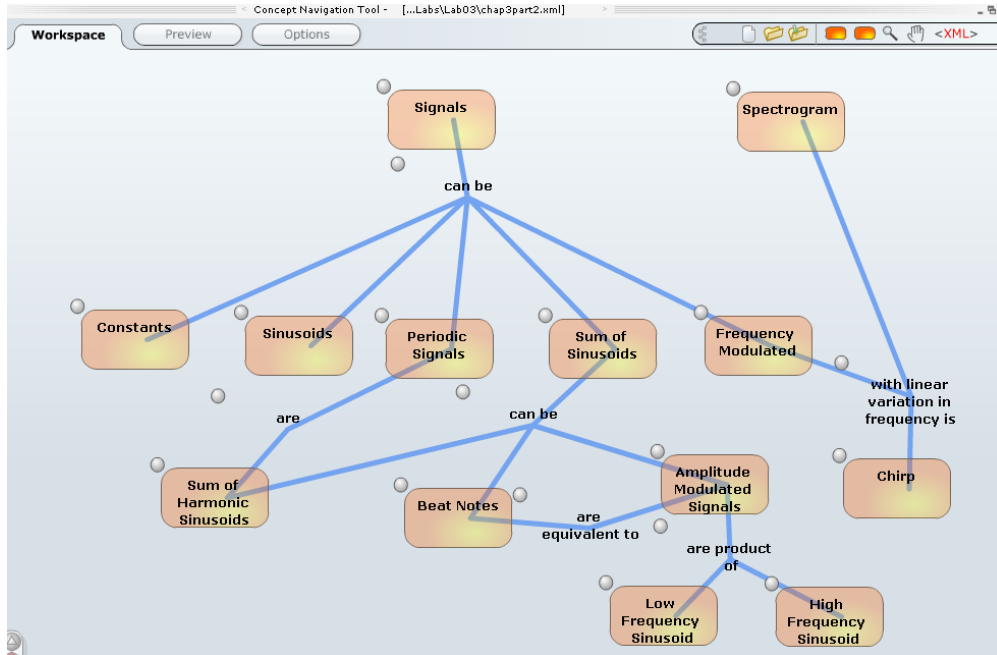 Concept Navigation Tool - [...Labs\Lab03\chap3part2.xml]
Workspace
Preview
Options
<XML>
Signals
Spectrogram
can be
Constants
Sinusoids
Periodic
Signals
Sum of
Sinusoids
Frequency
Modulated
with linear
variation in
frequency is
are
can be
Sum of
Harmonic
Sinusoids
Beat Notes
Amplitude
Modulated
Signals
Chirp
are
equivalent to
are product
of
Low
Frequency
Sinusoid
High
Frequency
Sinusoid